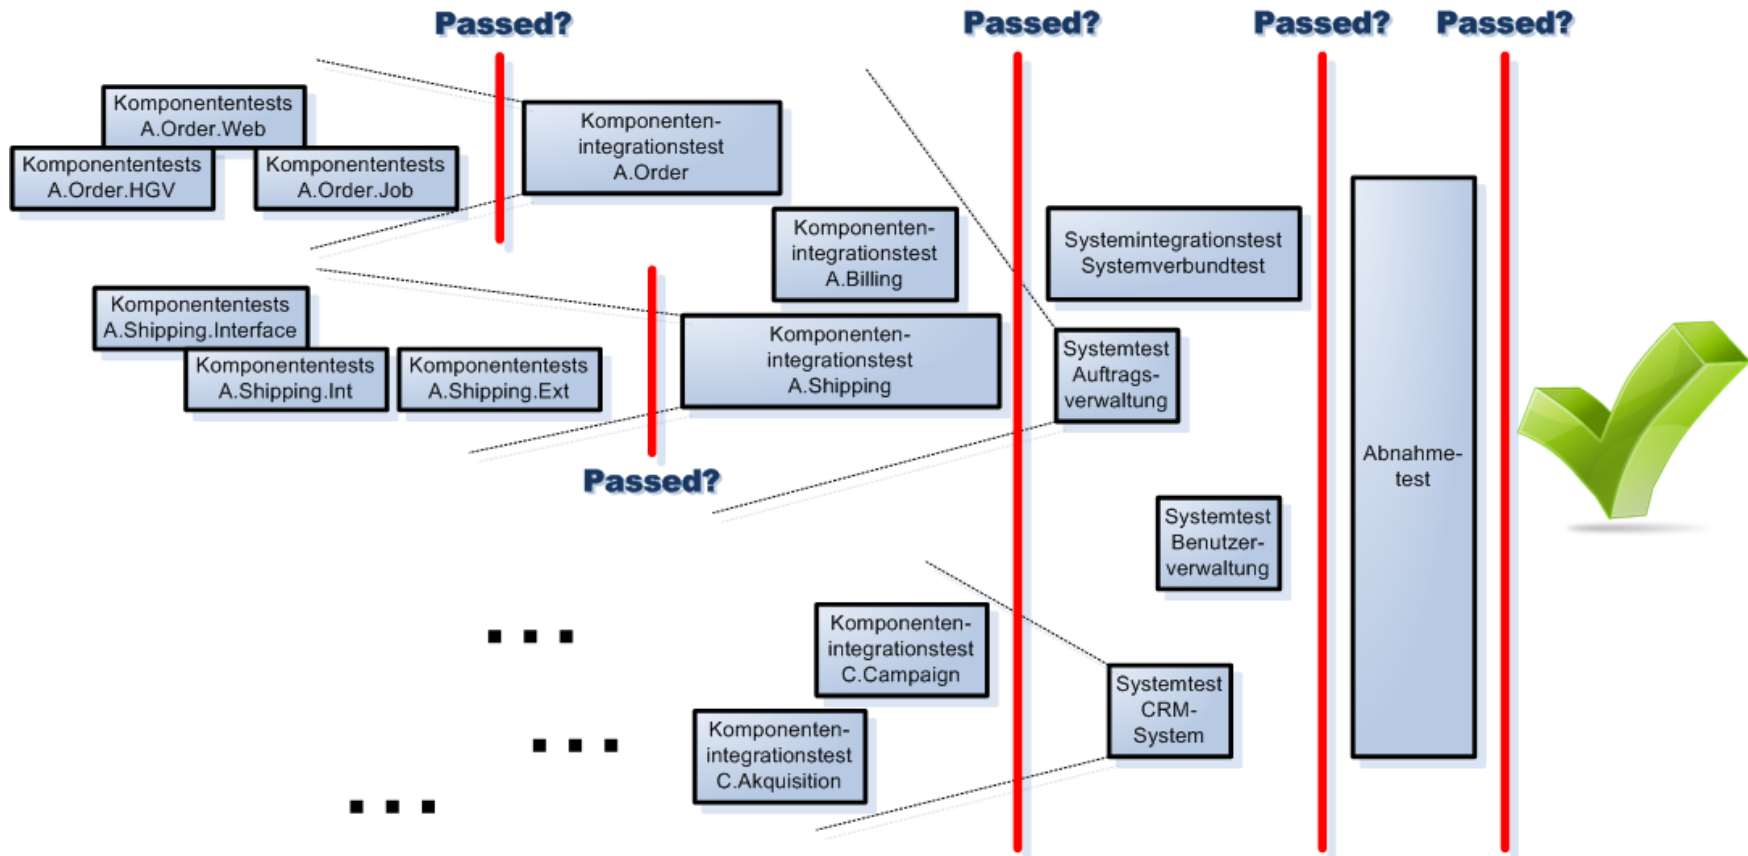 Passed?
Passed?
Passed?
Passed?
Komponententests
A.Order.Web
Komponententests
A.Order.HGV
Komponententests
A.Order.Job
Komponenten-
integrationstest
A.Order
Komponenten-
integrationstest
A.Billing
Systemintegrationstest
Systemverbundtest
Komponententests
A.Shipping.Interface
Komponententests
A.Shipping.Int
Komponententests
A.Shipping.Ext
Komponenten-
integrationstest
A.Shipping
Systemtest
Auftrags-
verwaltung
Passed?
Abnahme-
test
Systemtest
Benutzer-
verwaltung
Komponenten-
integrationstest
C.Campaign
Systemtest
CRM-
System
Komponenten-
integrationstest
C.Akquisition